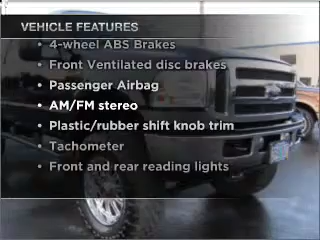 VEHICLE FEATURES
• 4-wheel ABS Brakes
• Front Ventilated disc brakes
• Passenger Airbag
• AM/FM stereo
• Plastic/rubber shift knob trim
• Tachometer
• Front and rear reading lights